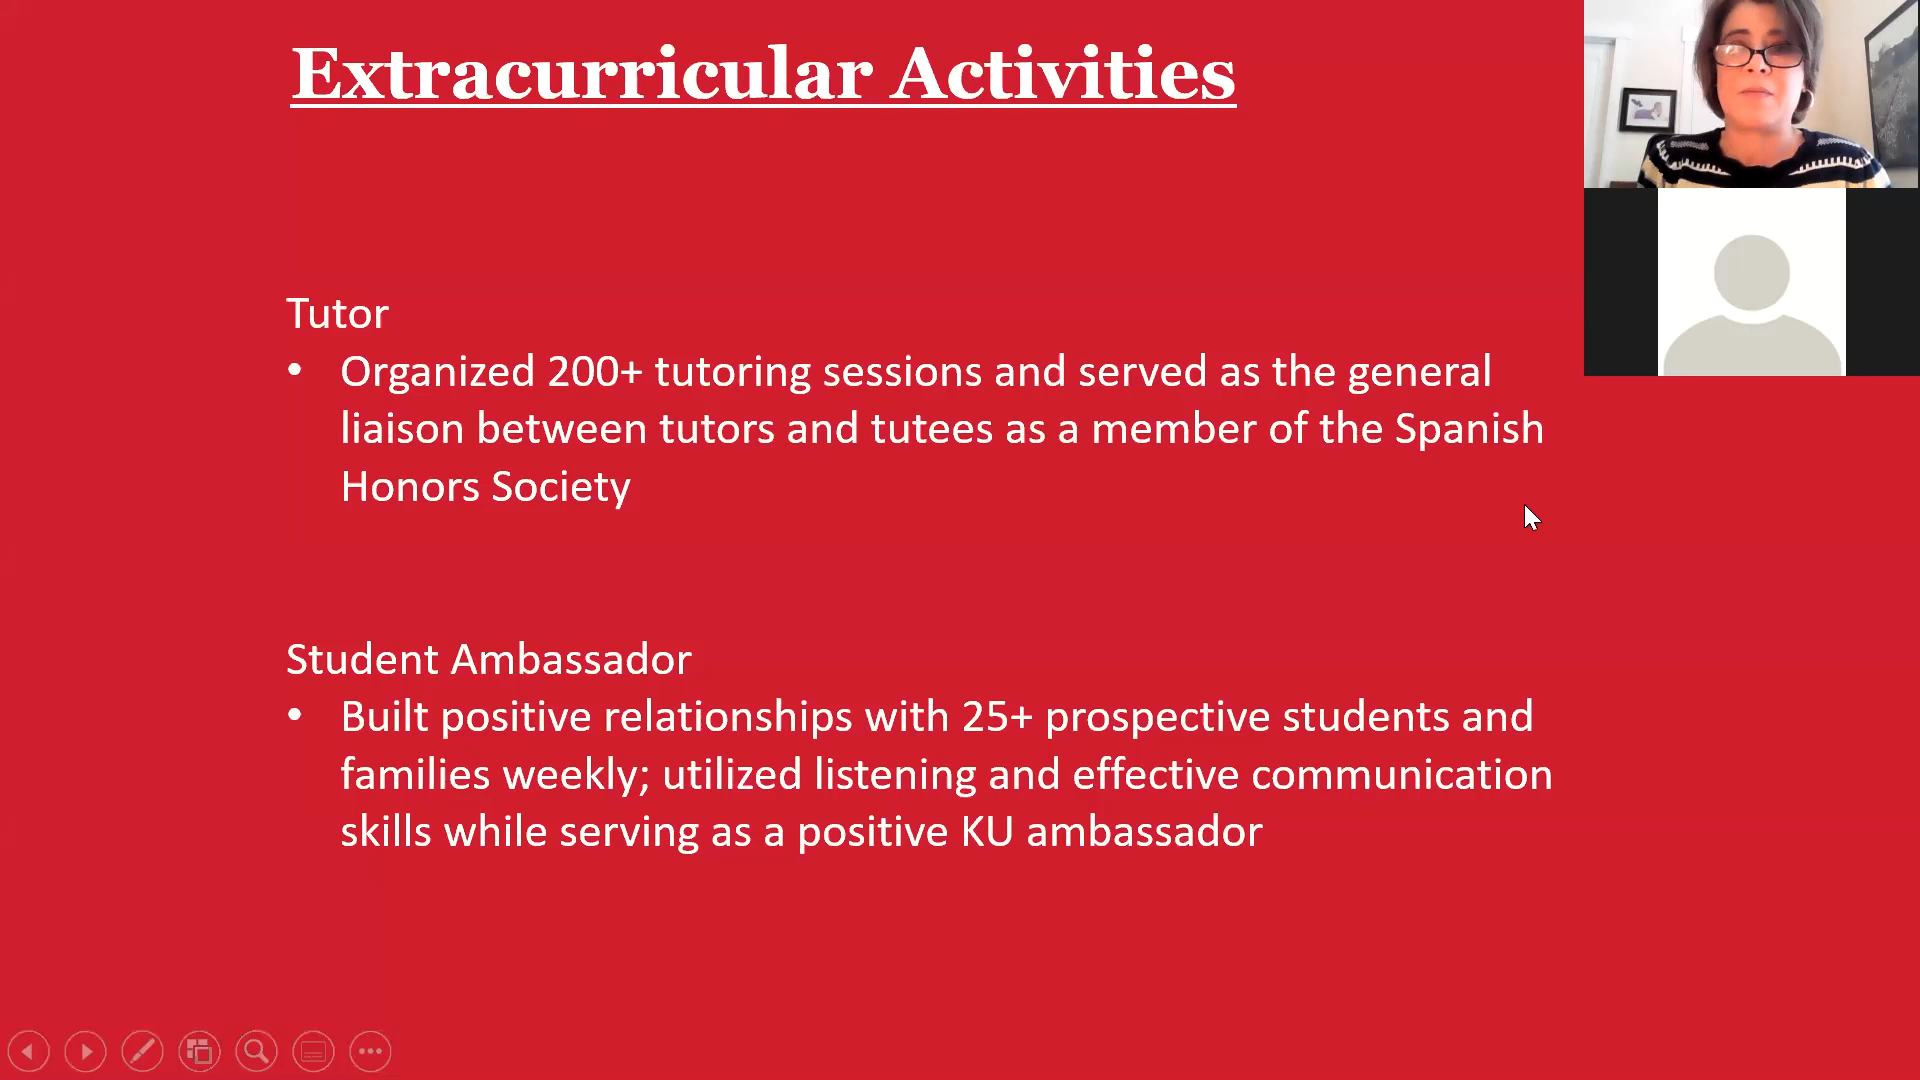 Extracurricular Activities
Tutor
• Organized 200+ tutoring sessions and served as the general
liaison between tutors and tutees as a member of the Spanish
Honors Society
Student Ambassador
• Built positive relationships with 25+ prospective students and
families weekly; utilized listening and effective communication
skills while serving as a positive KU ambassador